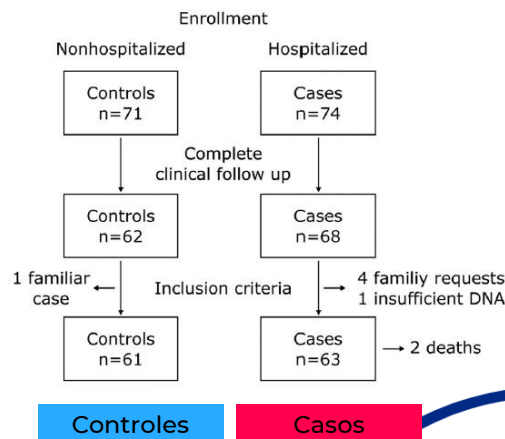 Enrollment
Nonhospitalized
Hospitalized
Controls
n=71
Cases
n=74
Complete
clinical follow up
Controls
n=62
Cases
n=68
1 familiar
case
Inclusion criteria
4 familiy requests
1 insufficient DNA
Controls
n=61
Cases
n=63
2 deaths
Controles
Casos